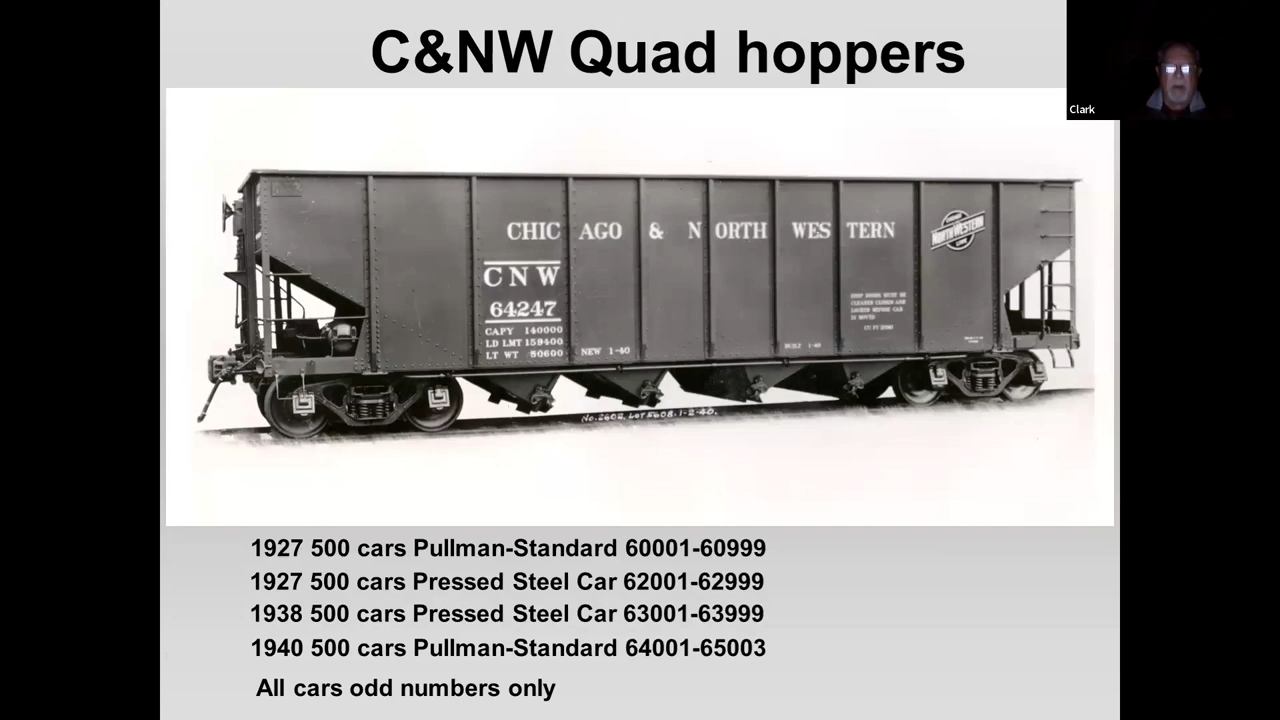 C&NW Quad hoppers
Clark
CHICAGO & NORTH WESTERN
NORTH WESTERN
LINE
C N W
64247
CAPY 140000
LD LMT 159400
LT WT 50600
NEW 1-40
BUILT 1-40
No.2602. LOT 5608. 1-2-40.
1927 500 cars Pullman-Standard 60001-60999
1927 500 cars Pressed Steel Car 62001-62999
1938 500 cars Pressed Steel Car 63001-63999
1940 500 cars Pullman-Standard 64001-65003
All cars odd numbers only